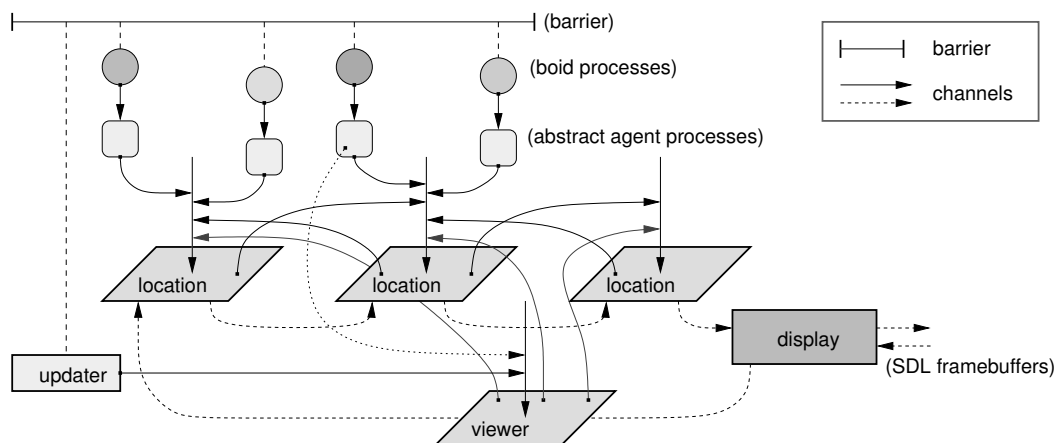 (barrier)
barrier
(boid processes)
channels
(abstract agent processes)
location
location
location
display
(SDL framebuffers)
updater
viewer